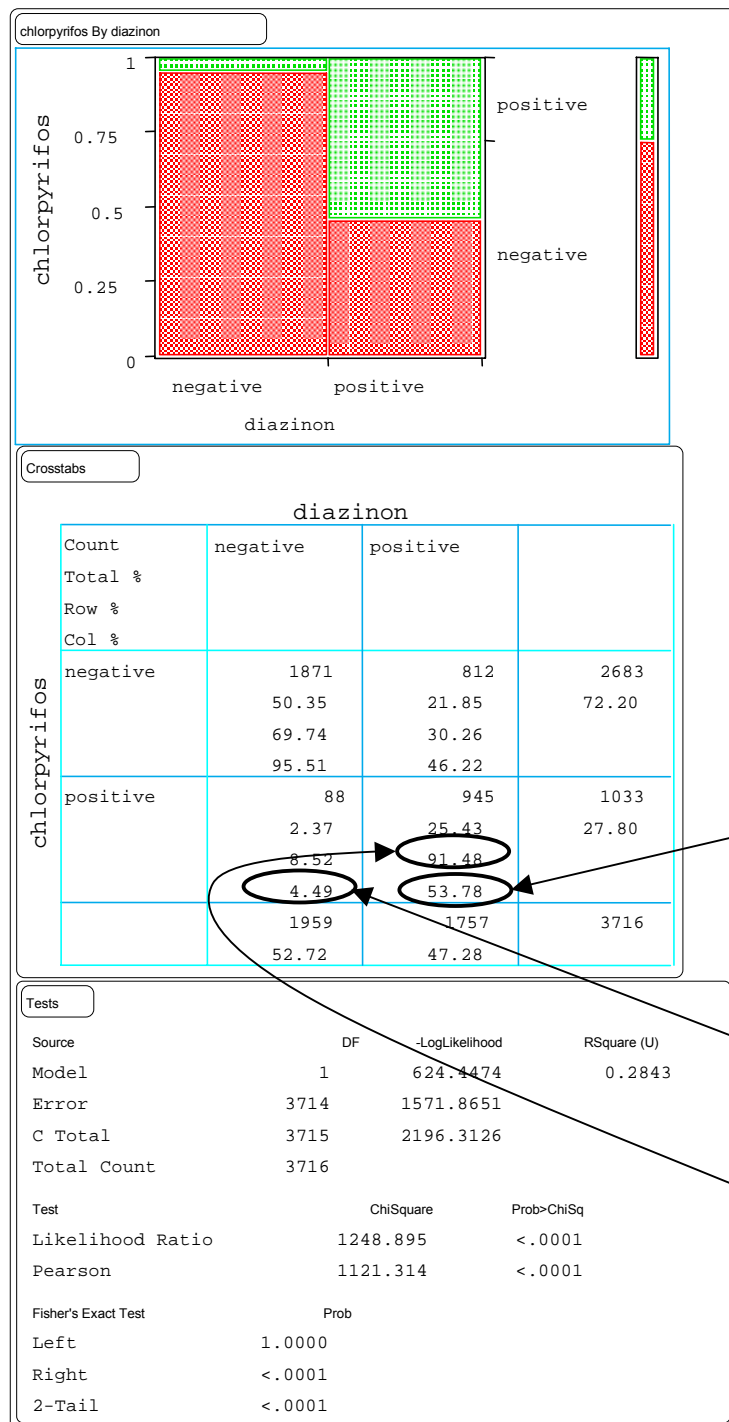 chlorpyrifos By diazinon
1
positive
0.75
chlorpyrifos
0.5
negative
0.25
0
negative positive
diazinon
Crosstabs
diazinon
Count negative positive
Total %
Row %
Col %
chlorpyrifos
negative 1871 812 2683
50.35 21.85 72.20
69.74 30.26
95.51 46.22
positive 88 945 1033
2.37 25.43 27.80
8.52 91.48
4.49 53.78
1959 1757 3716
52.72 47.28
Tests
Source DF -LogLikelihood RSquare (U)
Model 1 624.4474 0.2843
Error 3714 1571.8651
C Total 3715 2196.3126
Total Count 3716
Test ChiSquare Prob>ChiSq
Likelihood Ratio 1248.895 <.0001
Pearson 1121.314 <.0001
Fisher's Exact Test Prob
Left 1.0000
Right <.0001
2-Tail <.0001